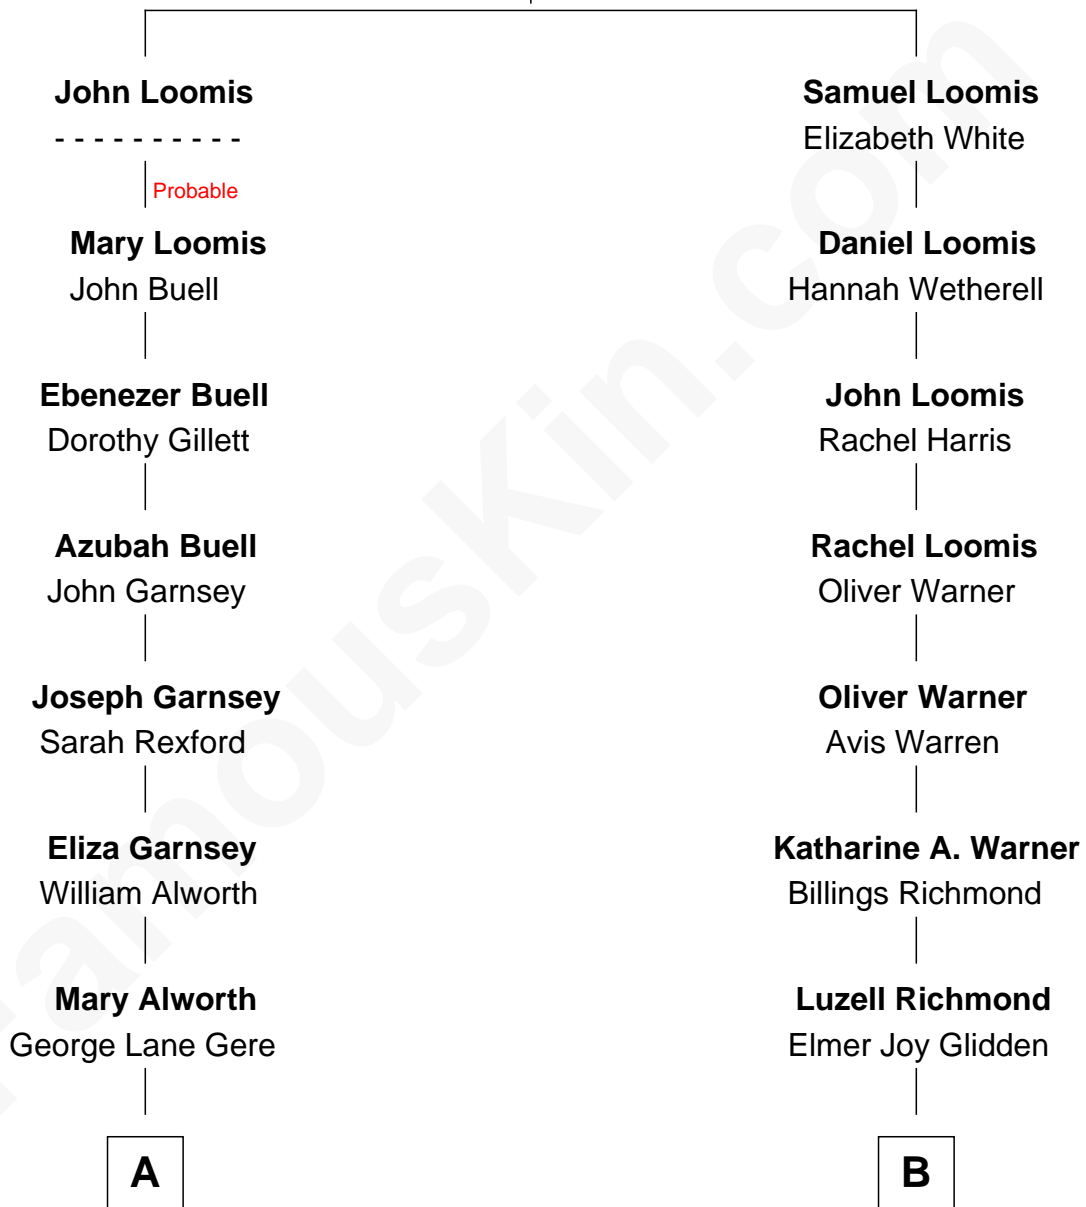 John Loomis
- - - - - - - - - -
Probable
Mary Loomis
John Buell
Ebenezer Buell
Dorothy Gillett
Azubah Buell
John Garnsey
Joseph Garnsey
Sarah Rexford
Eliza Garnsey
William Alworth
Mary Alworth
George Lane Gere
A
Samuel Loomis
Elizabeth White
Daniel Loomis
Hannah Wetherell
John Loomis
Rachel Harris
Rachel Loomis
Oliver Warner
Oliver Warner
Avis Warren
Katharine A. Warner
Billings Richmond
Luzell Richmond
Elmer Joy Glidden
B
FamousKin.com